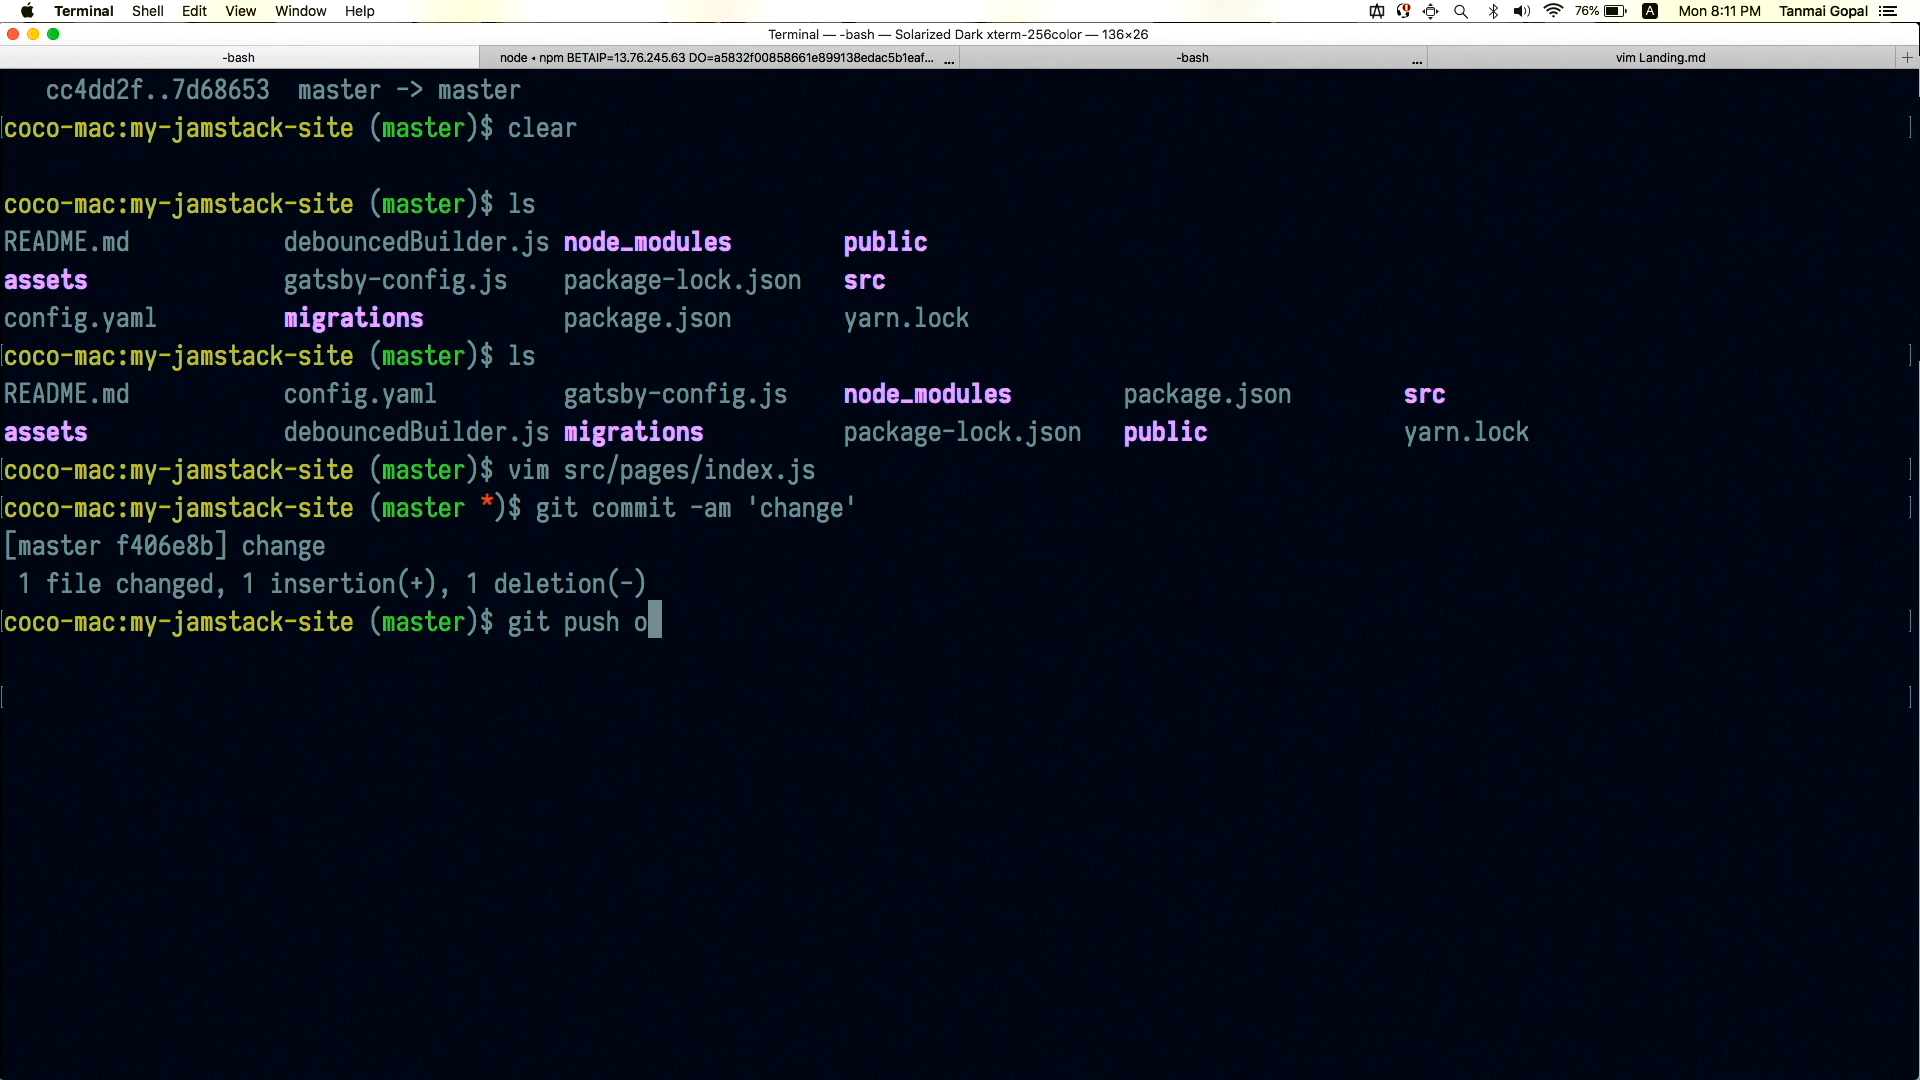 Terminal Shell Edit View Window Help 76% A Mon 8:11 PM Tanmai Gopal
Terminal — -bash — Solarized Dark xterm-256color — 136×26
-bash node ◂ npm BETAIP=13.76.245.63 DO=a5832f00858661e899138edac5b1eaf... ... -bash ... vim Landing.md +
cc4dd2f..7d68653 master -> master
[coco-mac:my-jamstack-site (master)$ clear ]
coco-mac:my-jamstack-site (master)$ ls
README.md debouncedBuilder.js node_modules public
assets gatsby-config.js package-lock.json src
config.yaml migrations package.json yarn.lock
[coco-mac:my-jamstack-site (master)$ ls ]
README.md config.yaml gatsby-config.js node_modules package.json src
assets debouncedBuilder.js migrations package-lock.json public yarn.lock
[coco-mac:my-jamstack-site (master)$ vim src/pages/index.js ]
[coco-mac:my-jamstack-site (master *)$ git commit -am 'change' ]
[master f406e8b] change
1 file changed, 1 insertion(+), 1 deletion(-)
[coco-mac:my-jamstack-site (master)$ git push o ]
[ ]